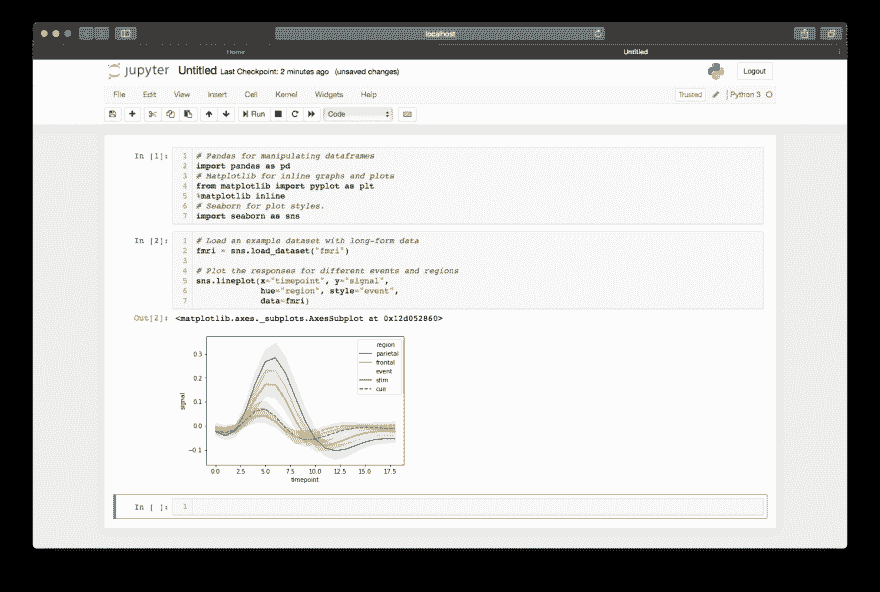 localhost
Home
Untitled
jupyter Untitled Last Checkpoint: 2 minutes ago (unsaved changes)
Logout
File Edit View Insert Cell Kernel Widgets Help
Trusted
Python 3
Run
Code
In [1]:
1 # Pandas for manipulating dataframes
2 import pandas as pd
3 # Matplotlib for inline graphs and plots
4 from matplotlib import pyplot as plt
5 %matplotlib inline
6 # Seaborn for plot styles.
7 import seaborn as sns
In [2]:
1 # Load an example dataset with long-form data
2 fmri = sns.load_dataset("fmri")
3
4 # Plot the responses for different events and regions
5 sns.lineplot(x="timepoint", y="signal",
6 hue="region", style="event",
7 data=fmri)
Out[2]: <matplotlib.axes._subplots.AxesSubplot at 0x12d052860>
region
parietal
frontal
event
stim
cue
0.3
0.2
0.1
0.0
-0.1
signal
0.0 2.5 5.0 7.5 10.0 12.5 15.0 17.5
timepoint
In [ ]: 1